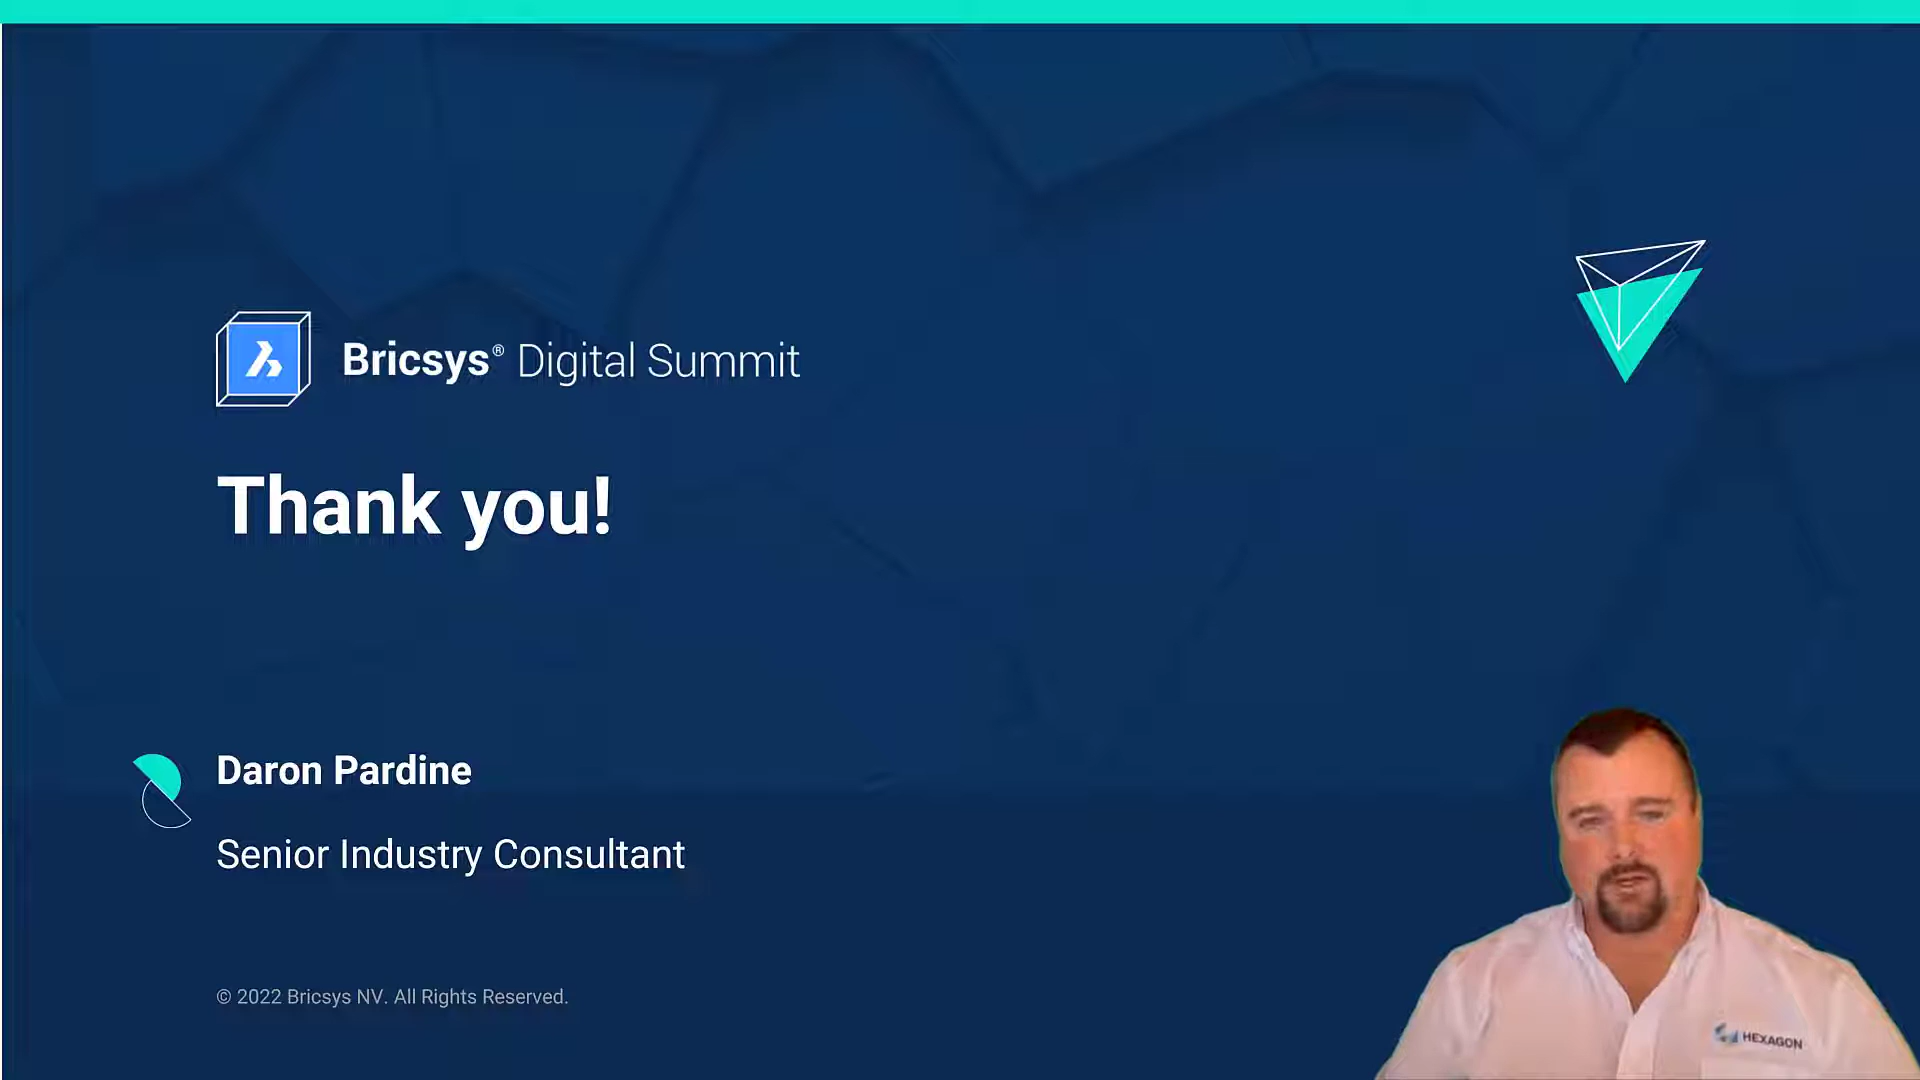 Bricsys® Digital Summit
Thank you!
Daron Pardine
Senior Industry Consultant
© 2022 Bricsys NV. All Rights Reserved.
HEXAGON